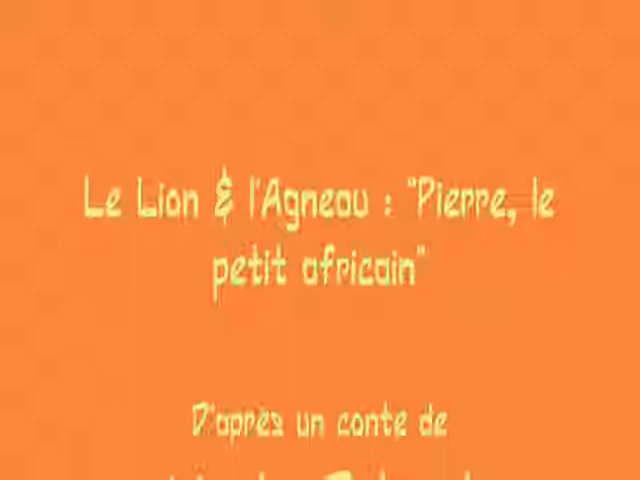 Le Lion & l'Agneau : "Pierre, le
petit africain"
D'après un conte de